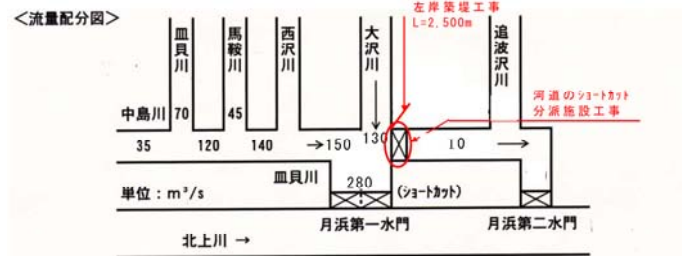 <流量配分図>
左岸築堤工事
L=2,500m
皿貝川
馬鞍川
西沢川
大沢川
追波沢川
河道のショートカット
分派施設工事
中島川
70
45
35
120
140
→150
130
10
→
皿貝川
280
(ショートカット)
単位:m³/s
月浜第一水門
月浜第二水門
北上川 →